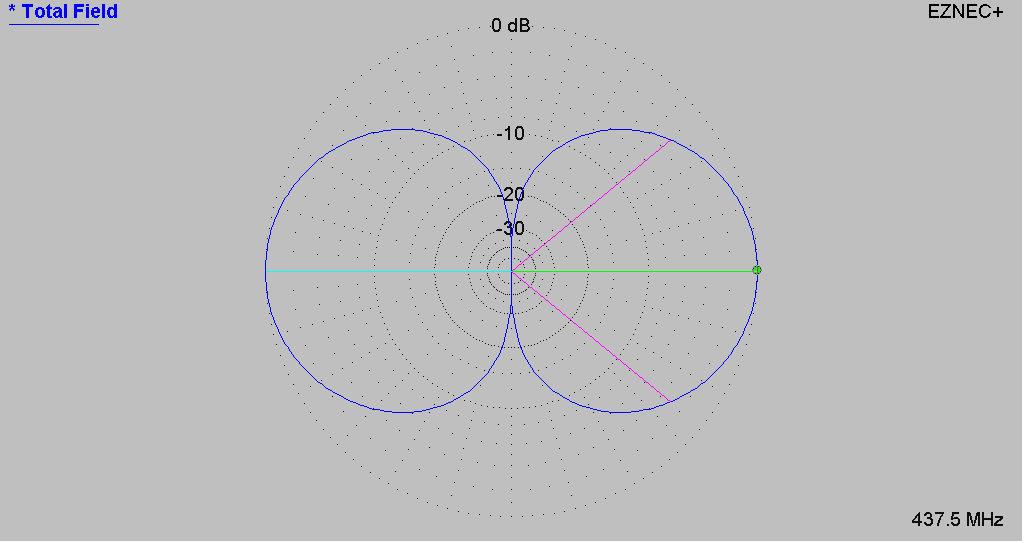 * Total Field
EZNEC+
0 dB
-10
-20
-30
437.5 MHz